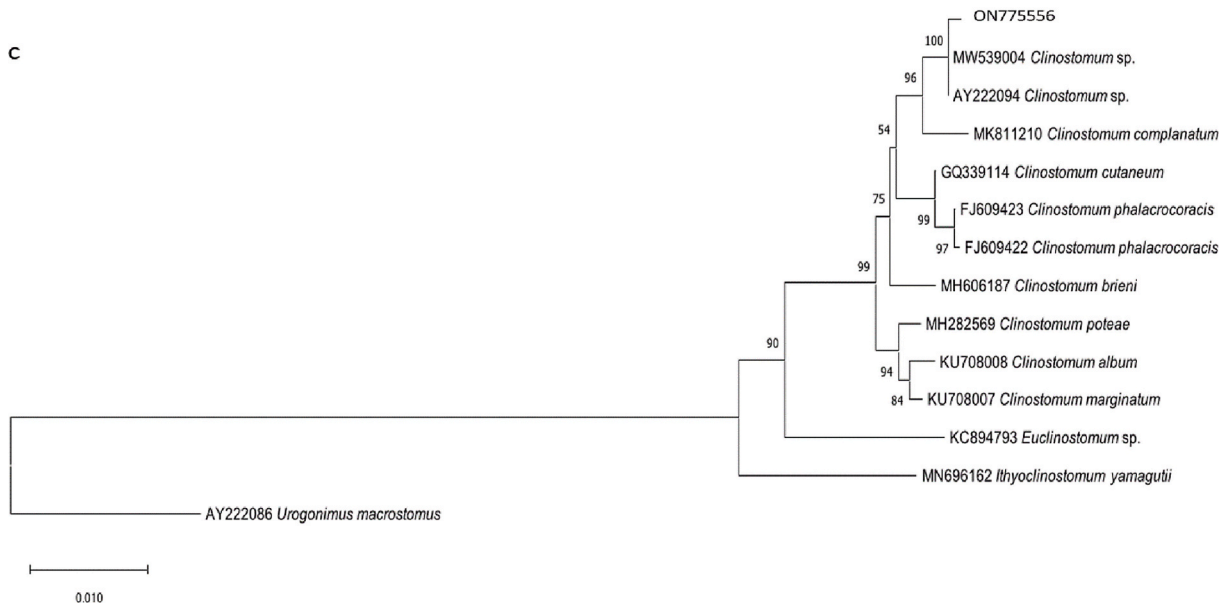 ON775556
C
100
MW539004 Clinostomum sp.
96
AY222094 Clinostomum sp.
54
MK811210 Clinostomum complanatum
GQ339114 Clinostomum cutaneum
75
FJ609423 Clinostomum phalacrocoracis
99
97
FJ609422 Clinostomum phalacrocoracis
99
MH606187 Clinostomum brieni
MH282569 Clinostomum poteae
90
KU708008 Clinostomum album
94
84
KU708007 Clinostomum marginatum
KC894793 Euclinostomum sp.
MN696162 Ithyoclinostomum yamagutii
AY222086 Urogonimus macrostomus
0.010